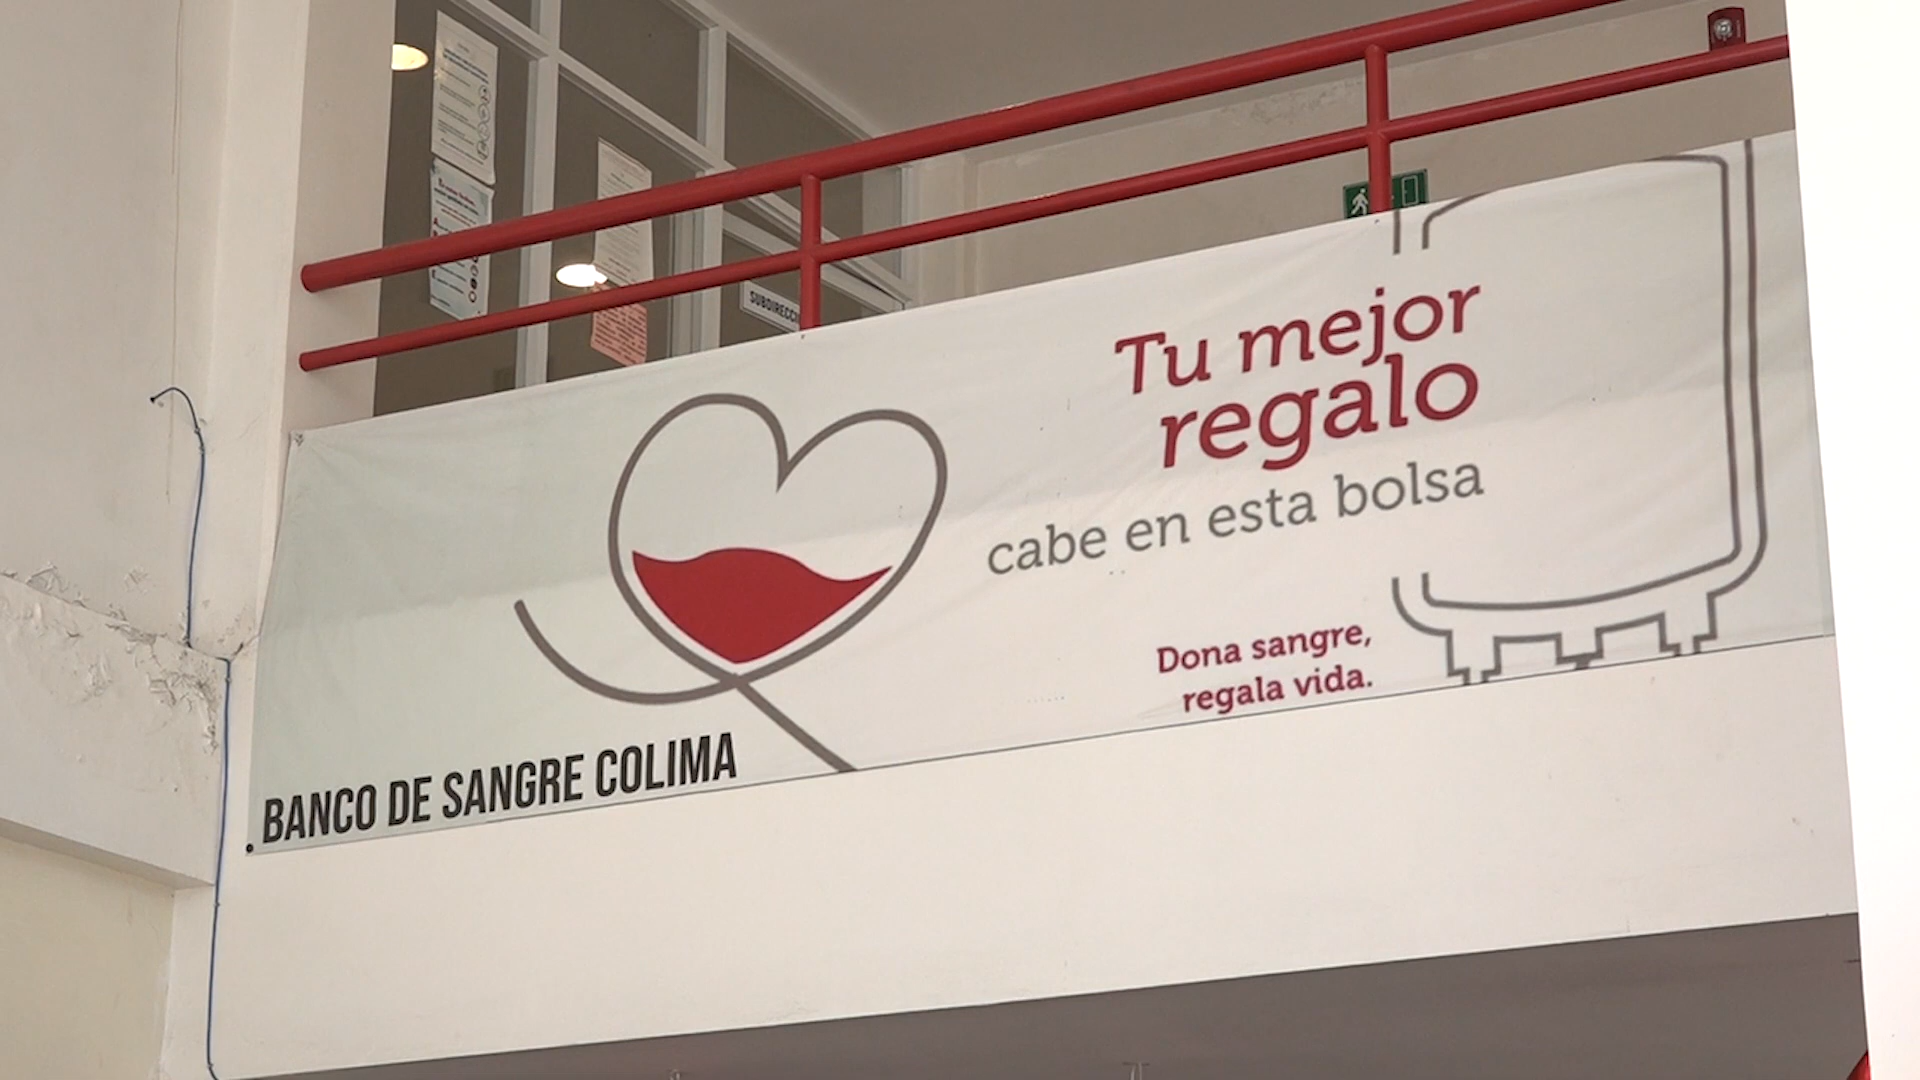 Tu mejor
regalo
cabe en esta bolsa
Dona sangre,
regala vida.
BANCO DE SANGRE COLIMA